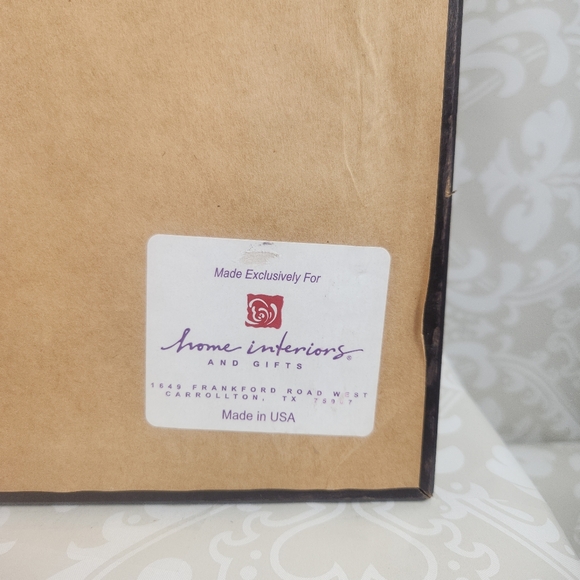 Made Exclusively For
home interiors®
AND GIFTS
1649 FRANKFORD ROAD WEST
CARROLLTON, TX
Made in USA